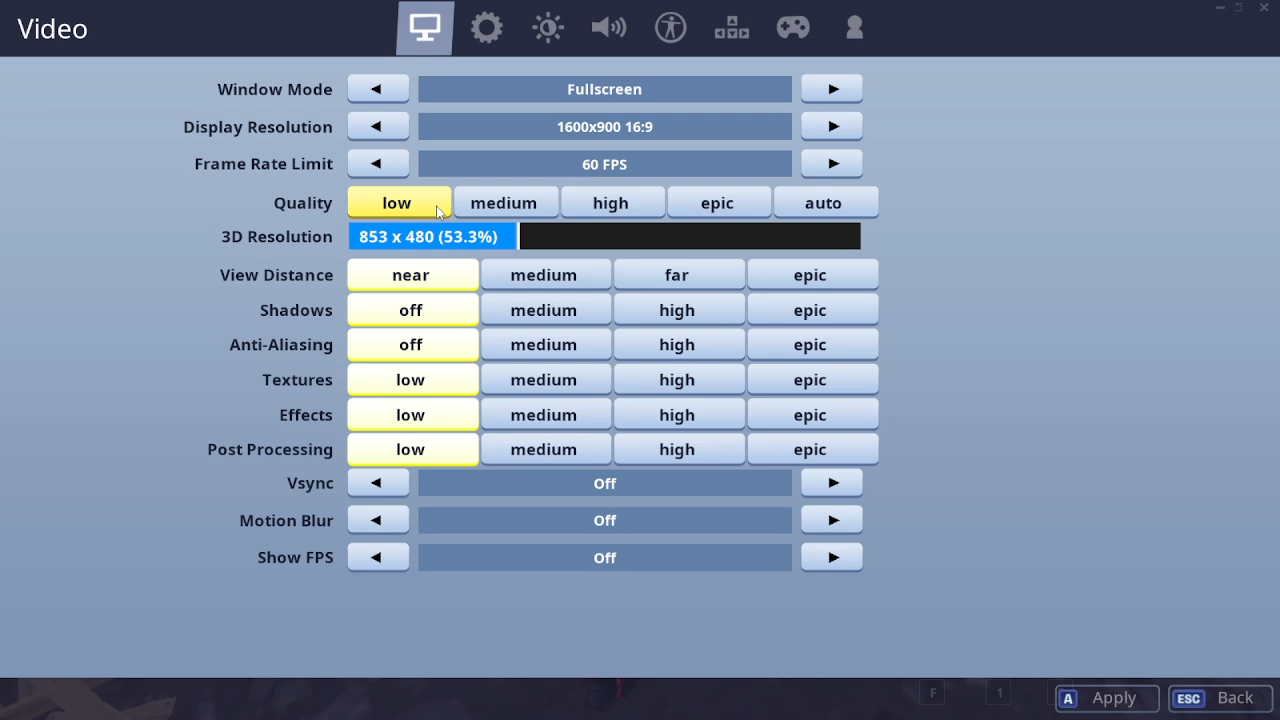 Video
Window Mode ◄ Fullscreen ►
Display Resolution ◄ 1600x900 16:9 ►
Frame Rate Limit ◄ 60 FPS ►
Quality low medium high epic auto
3D Resolution 853 x 480 (53.3%)
View Distance near medium far epic
Shadows off medium high epic
Anti-Aliasing off medium high epic
Textures low medium high epic
Effects low medium high epic
Post Processing low medium high epic
Vsync ◄ Off ►
Motion Blur ◄ Off ►
Show FPS ◄ Off ►
F 1 A Apply ESC Back